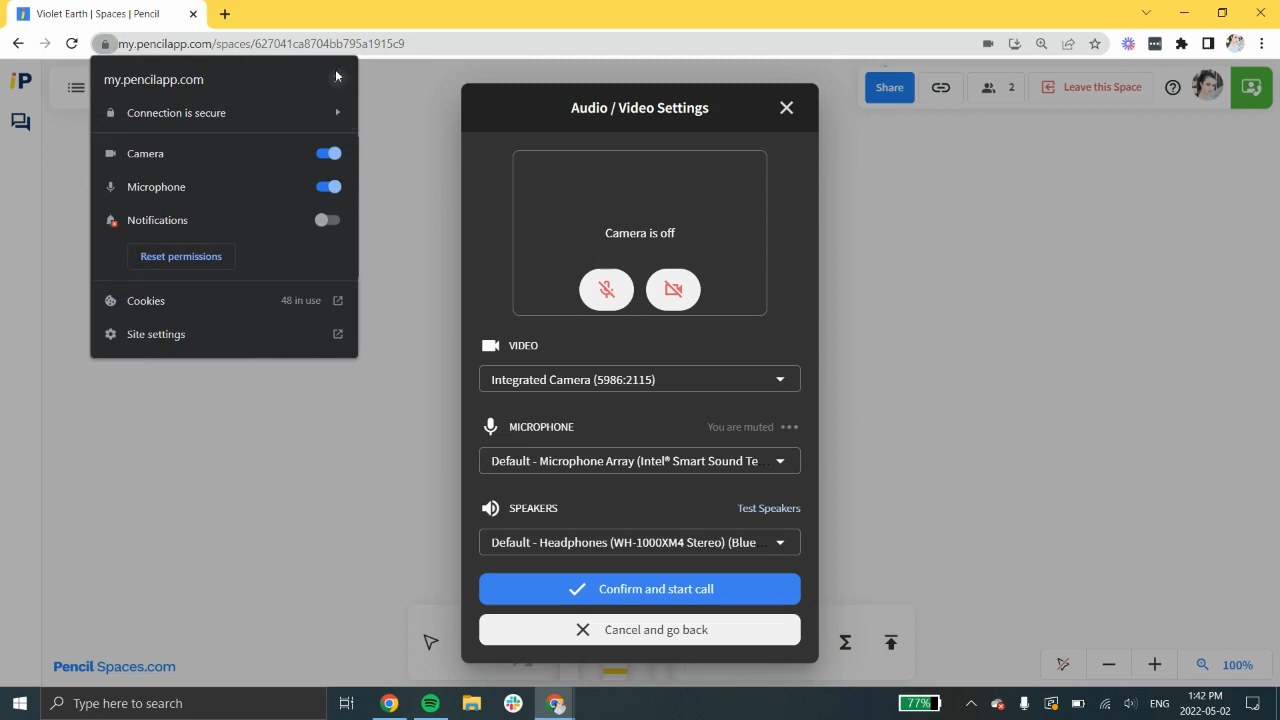 Violet Earth | Spaces | Pencil
my.pencilapp.com/spaces/627041ca8704bb795a1915c9
my.pencilapp.com
Connection is secure
Camera
Microphone
Notifications
Reset permissions
Cookies 48 in use
Site settings
iP
Audio / Video Settings
Camera is off
VIDEO
Integrated Camera (5986:2115)
MICROPHONE You are muted
Default - Microphone Array (Intel® Smart Sound Te...
SPEAKERS Test Speakers
Default - Headphones (WH-1000XM4 Stereo) (Blue...
Confirm and start call
Cancel and go back
Share
2
Leave this Space
Pencil Spaces.com
100%
Type here to search
77%
ENG
1:42 PM
2022-05-02